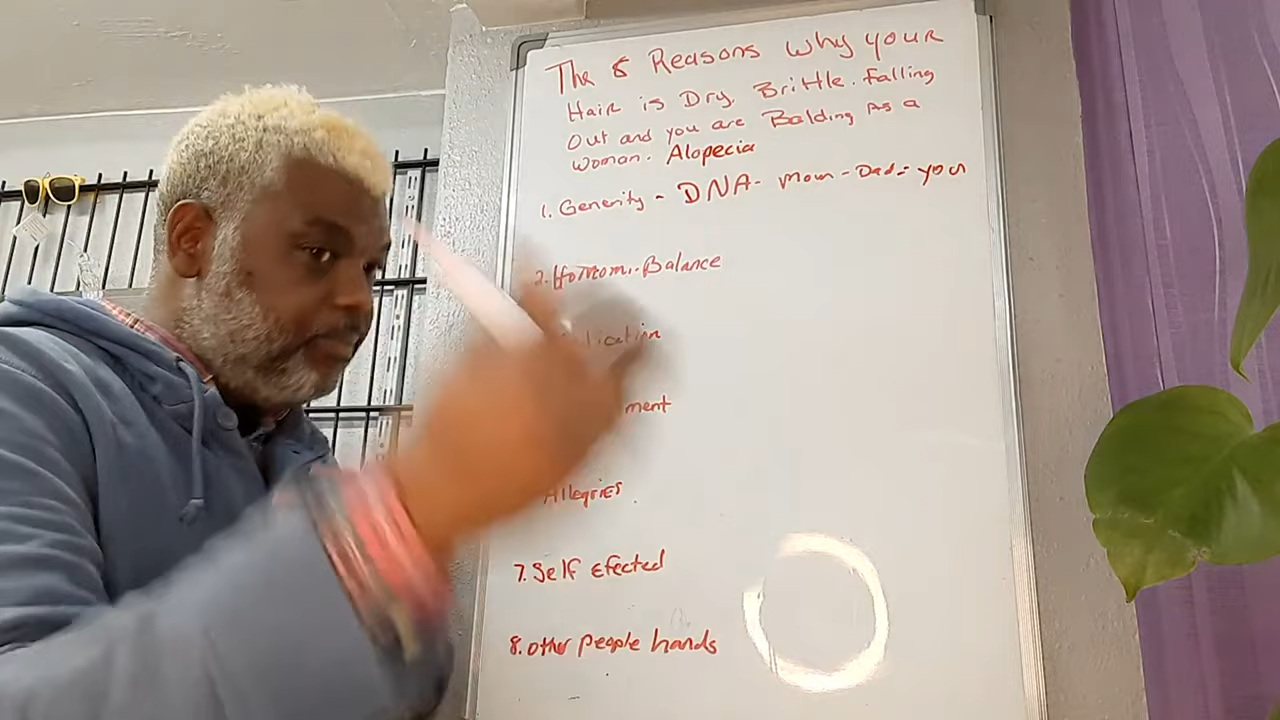 The 8 Reasons why your
Hair is Dry, Brittle. Falling
Out and you are Balding As a
woman. Alopecia
1. Generity - DNA- mom - Dad - you
2. Balance
ment
Allegries
7. Self Efected
8. other people hands